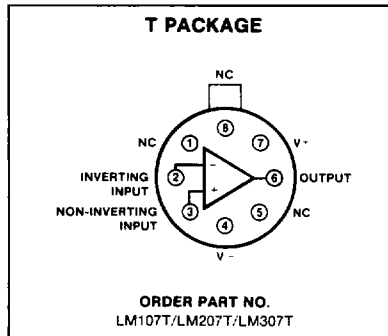 T PACKAGE
NC
8
NC 1 7 V+
INVERTING INPUT 2 - 6 OUTPUT
+
NON-INVERTING INPUT 3 5 NC
4
V-
ORDER PART NO.
LM107T/LM207T/LM307T